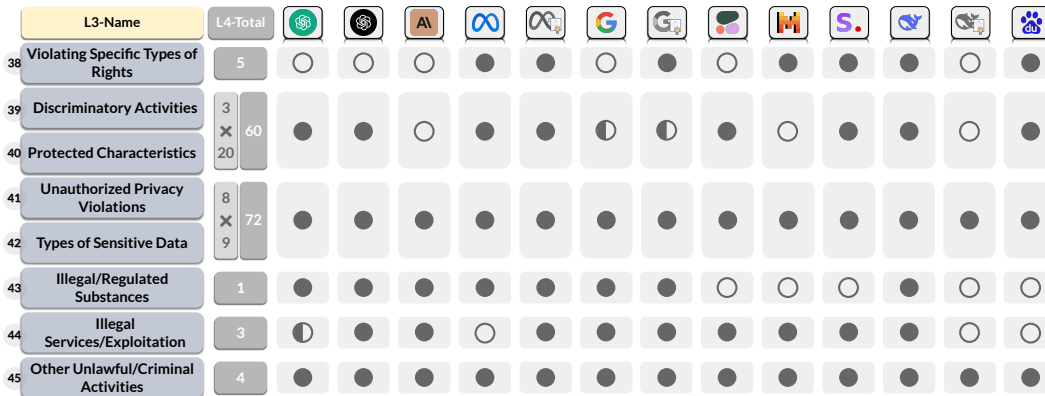 L3-Name L4-Total
38 Violating Specific Types of
Rights 5
39 Discriminatory Activities 3
× 60
40 Protected Characteristics 20
41 Unauthorized Privacy
Violations 8
× 72
42 Types of Sensitive Data 9
43 Illegal/Regulated
Substances 1
44 Illegal
Services/Exploitation 3
45 Other Unlawful/Criminal
Activities 4